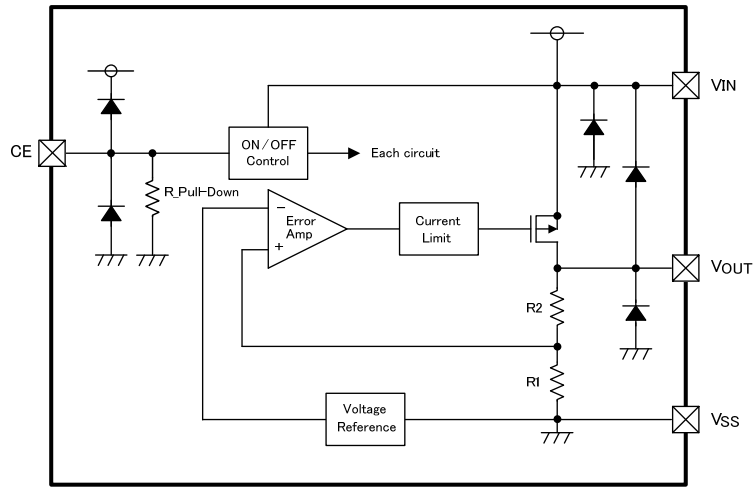 VIN
CE
ON/OFF
Control
Each circuit
R_Pull-Down
Error
Amp
−
+
Current
Limit
VOUT
R2
R1
Voltage
Reference
VSS